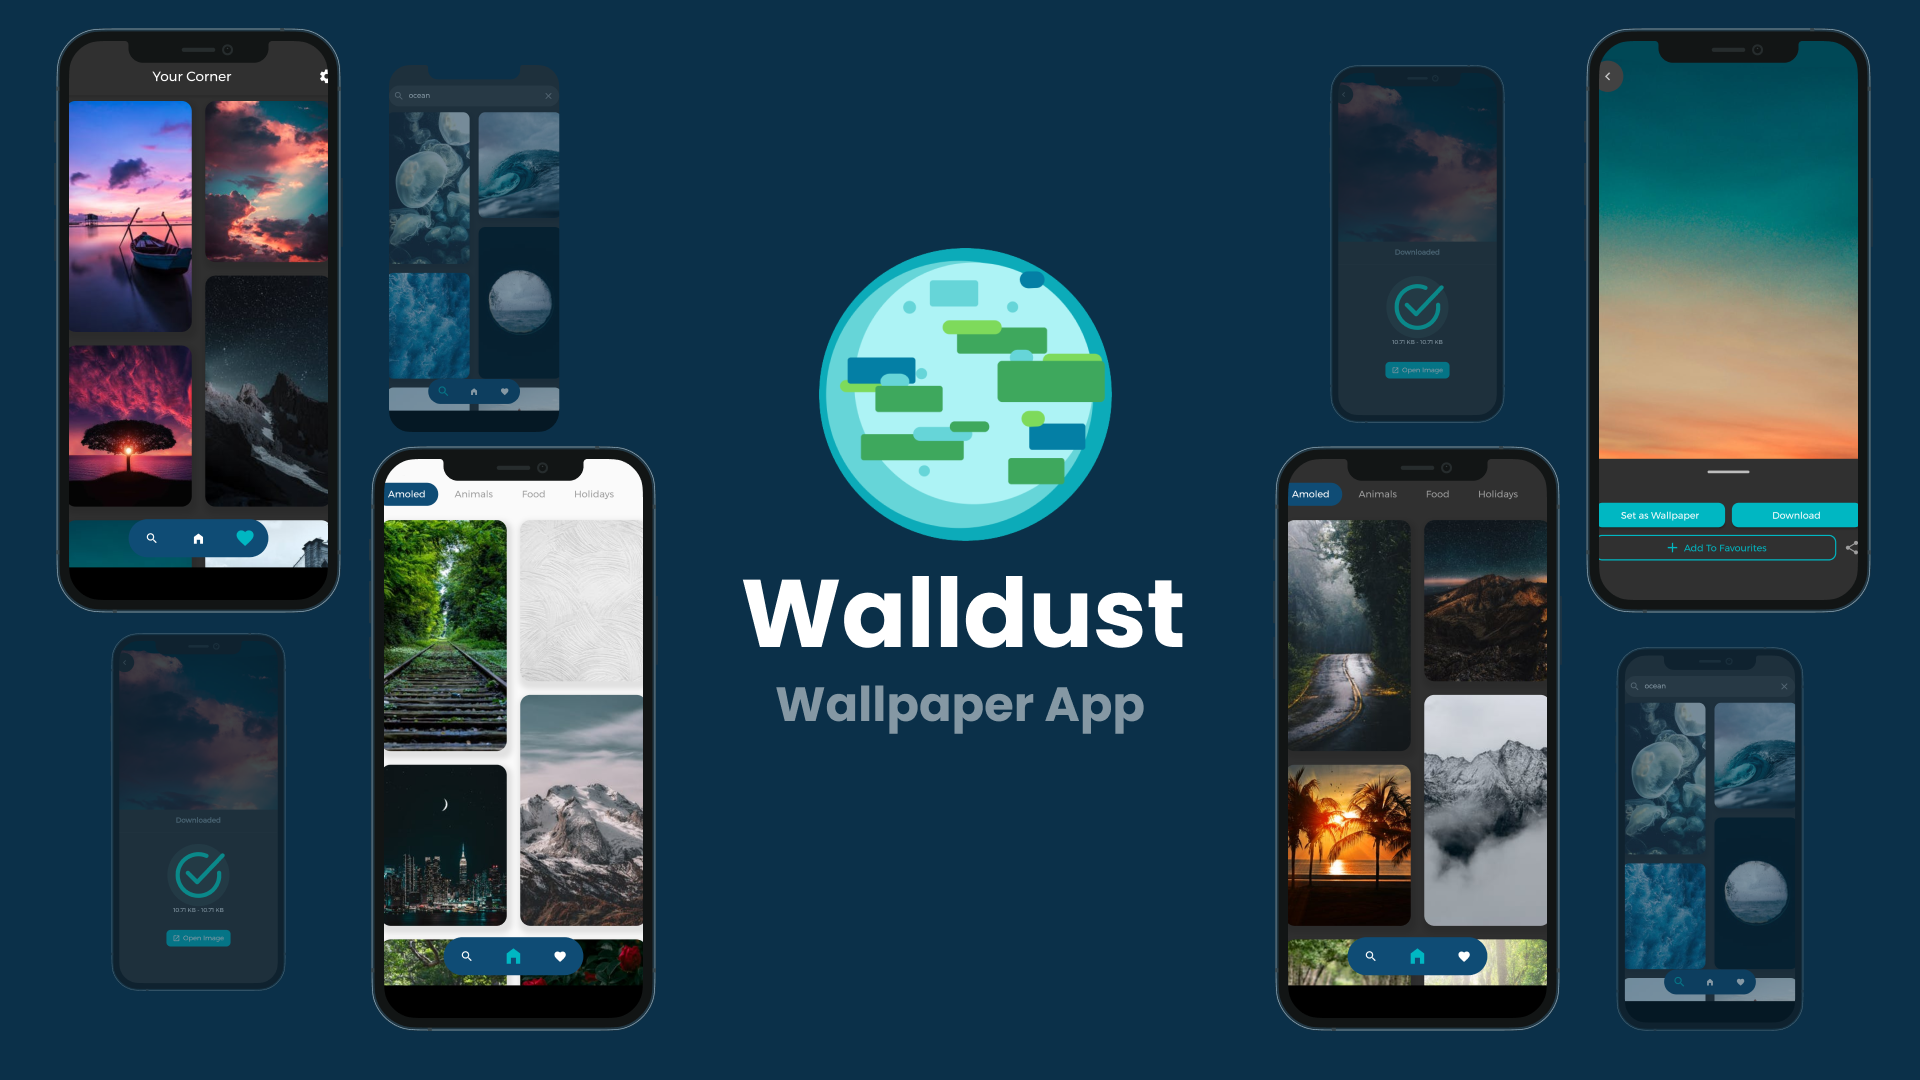 Your Corner
ocean
Amoled Animals Food Holidays
Downloaded
10.71 KB - 10.71 KB
Open Image
Walldust
Wallpaper App
Downloaded
10.71 KB - 10.71 KB
Open Image
Amoled Animals Food Holidays
Set as Wallpaper Download
+ Add To Favourites
ocean